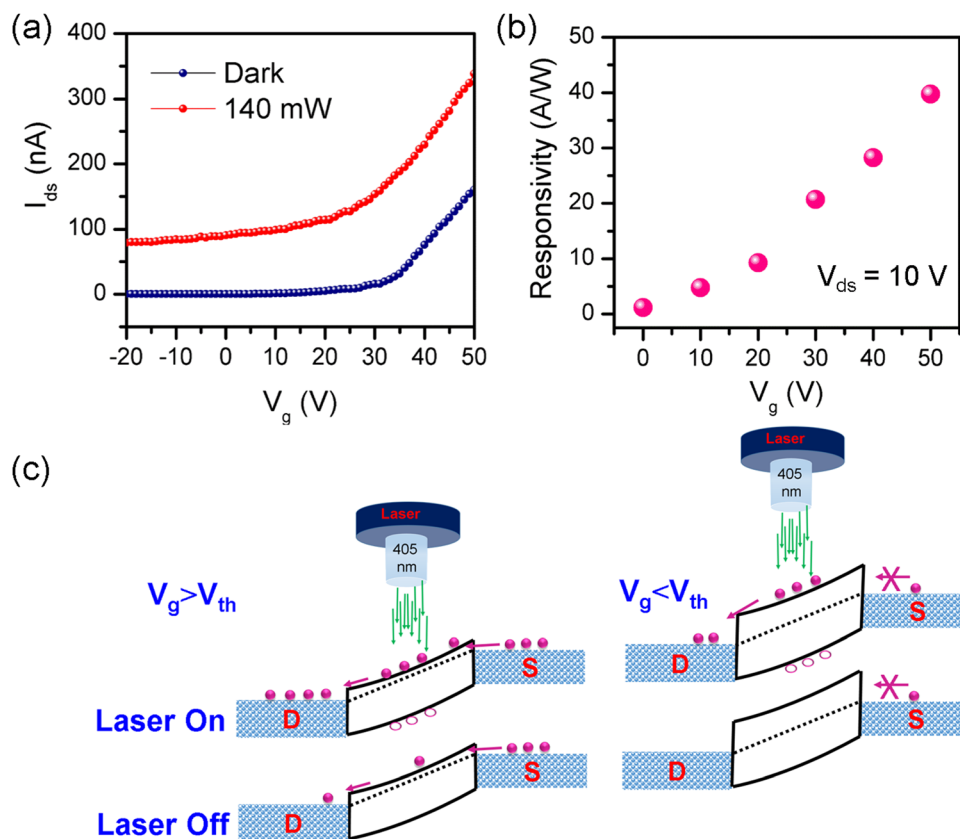 (a)
400
300
200
100
0
I_ds (nA)
Dark
140 mW
-20 -10 0 10 20 30 40 50
V_g (V)
(b)
50
40
30
20
10
0
Responsivity (A/W)
V_ds = 10 V
0 10 20 30 40 50
V_g (V)
(c)
Laser
405
nm
V_g>V_th
D
S
Laser On
D
S
Laser Off
Laser
405
nm
V_g<V_th
D
S
D
S